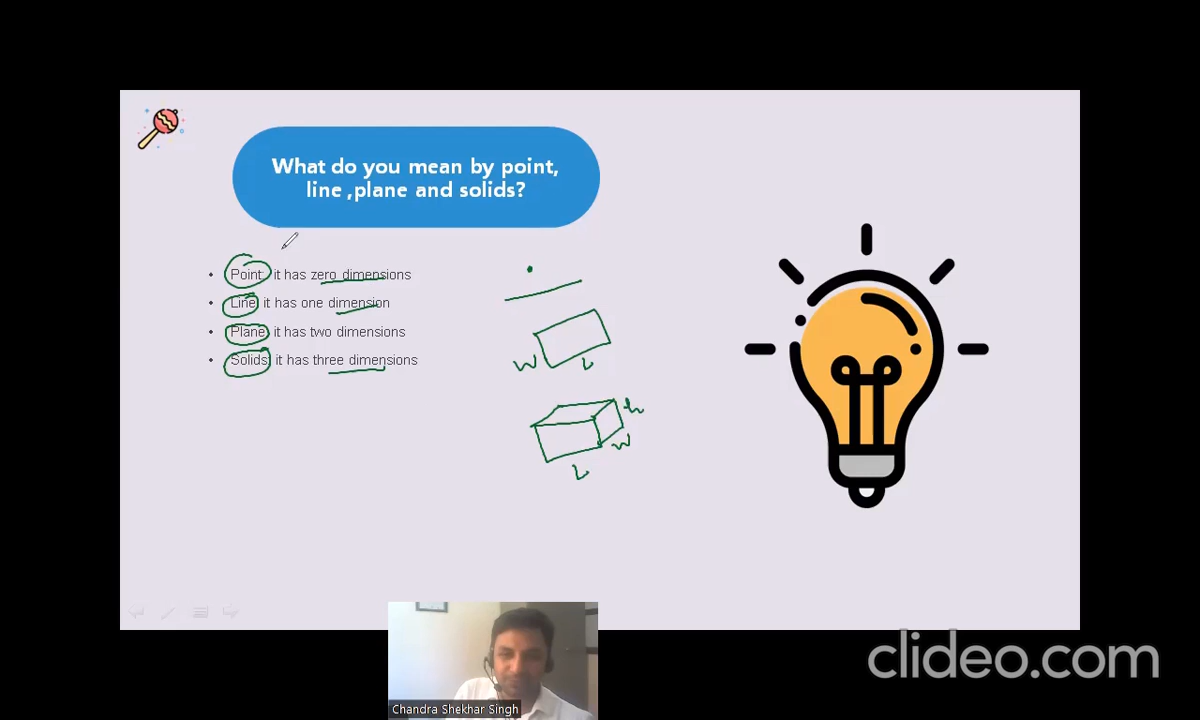 What do you mean by point,
line ,plane and solids?
• Point: it has zero dimensions
• Line: it has one dimension
• Plane: it has two dimensions
• Solids: it has three dimensions
W L
h
W
L
Chandra Shekhar Singh
clideo.com